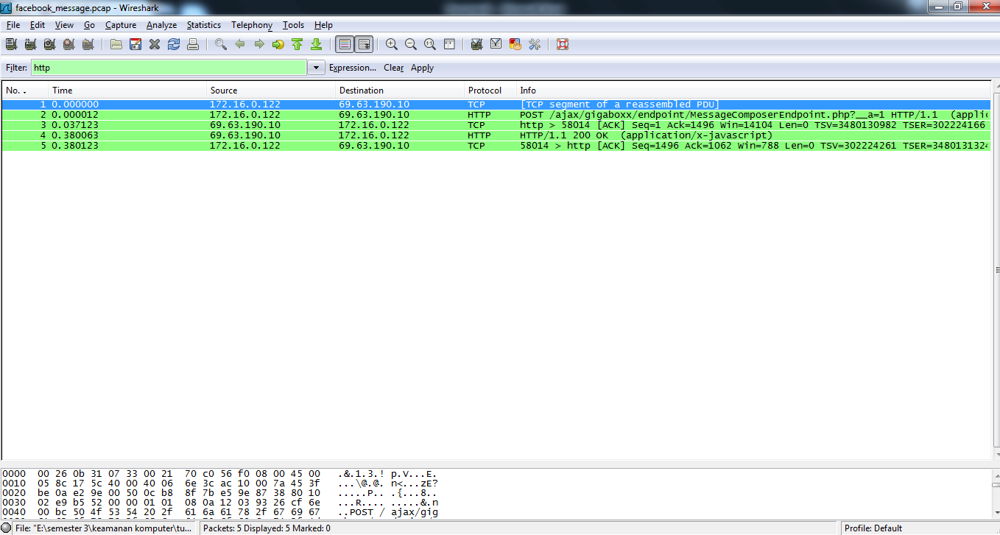 facebook_message.pcap - Wireshark
File Edit View Go Capture Analyze Statistics Telephony Tools Help
Filter: http Expression... Clear Apply
No. Time Source Destination Protocol Info
1 0.000000 172.16.0.122 69.63.190.10 TCP [TCP segment of a reassembled PDU]
2 0.000012 172.16.0.122 69.63.190.10 HTTP POST /ajax/gigaboxx/endpoint/MessageComposerEndpoint.php?__a=1 HTTP/1.1 (applic
3 0.037123 69.63.190.10 172.16.0.122 TCP http > 58014 [ACK] Seq=1 Ack=1496 Win=14104 Len=0 TSV=3480130982 TSER=302224166
4 0.380063 69.63.190.10 172.16.0.122 HTTP HTTP/1.1 200 OK (application/x-javascript)
5 0.380123 172.16.0.122 69.63.190.10 TCP 58014 > http [ACK] Seq=1496 Ack=1062 Win=788 Len=0 TSV=302224261 TSER=3480131324
0000 00 26 0b 31 07 33 00 21 70 c0 56 f0 08 00 45 00 .&.1.3.! p.V...E.
0010 05 8c 17 5c 40 00 40 06 6e 3c ac 10 00 7a 45 3f ...\@.@. n<...zE?
0020 be 0a e2 9e 00 50 0c b8 8f 7b e5 9e 87 38 80 10 .....P.. .{...8..
0030 02 e9 b5 52 00 00 01 01 08 0a 12 03 93 26 cf 6e ...R.... .....&.n
0040 00 bc 50 4f 53 54 20 2f 61 6a 61 78 2f 67 69 67 ..POST / ajax/gig
File: "E:\semester 3\keamanan komputer\tu... Packets: 5 Displayed: 5 Marked: 0 Profile: Default